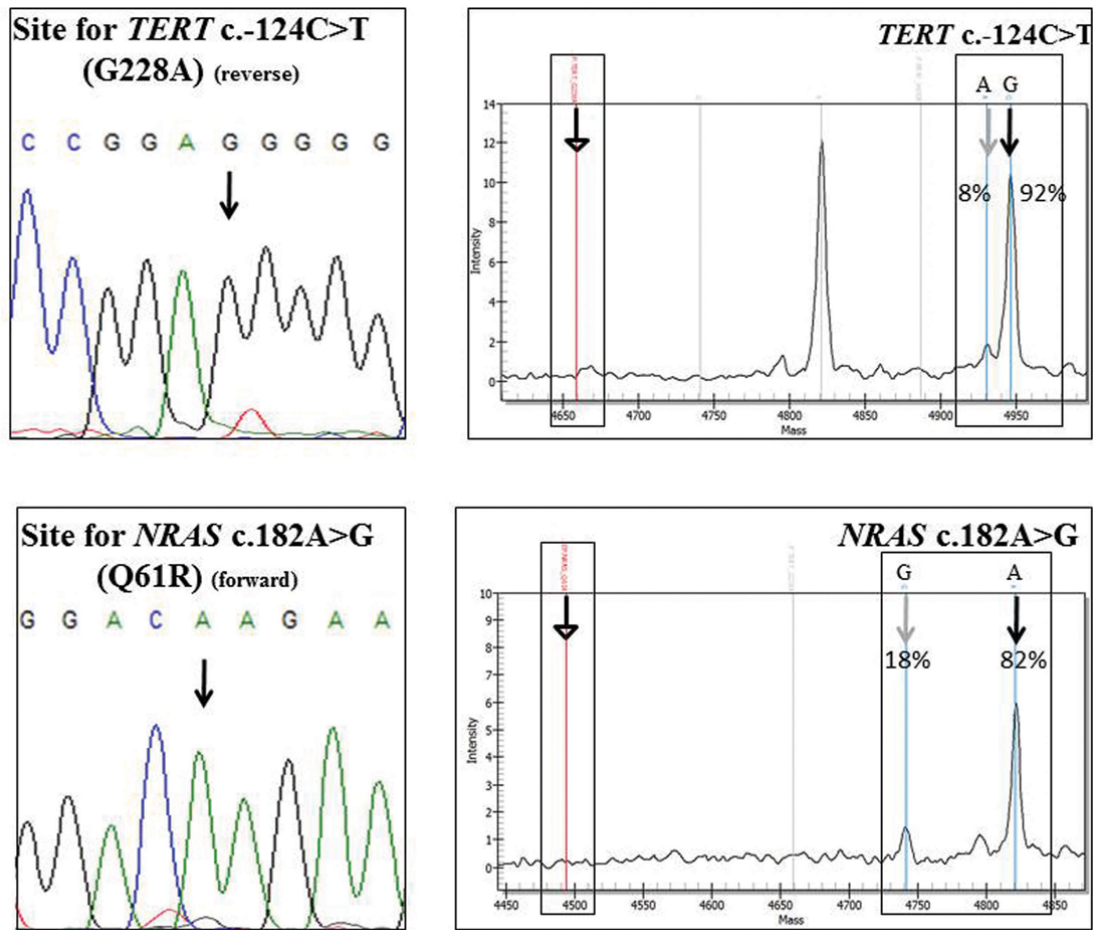 Site for TERT c.-124C>T
(G228A) (reverse)
C C G G A G G G G G
TERT c.-124C>T
A G
8% 92%
14
12
10
8
6
4
2
0
Intensity
4650 4700 4750 4800 4850 4900 4950
Mass
Site for NRAS c.182A>G
(Q61R) (forward)
G G A C A A G A A
NRAS c.182A>G
G A
18% 82%
10
9
8
7
6
5
4
3
2
1
0
Intensity
4450 4500 4550 4600 4650 4700 4750 4800 4850
Mass